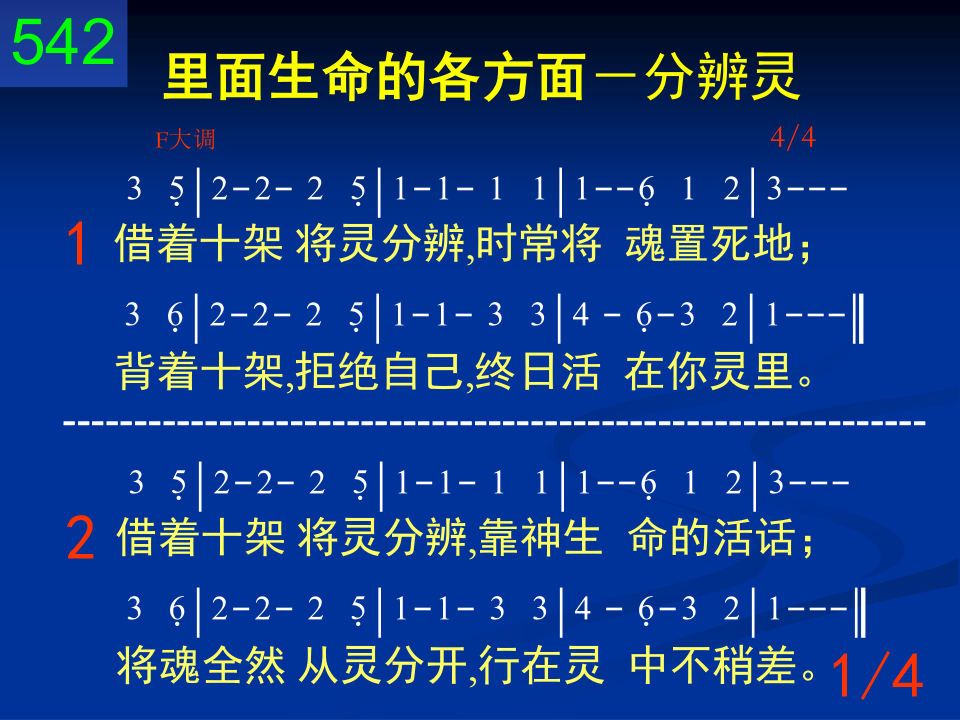 542
里面生命的各方面－分辨灵
F大调 4/4
3 5̣|2-2- 2 5̣|1-1- 1 1|1--6̣ 1 2|3---
1 借着十架 将灵分辨,时常将 魂置死地；
3 6̣|2-2- 2 5̣|1-1- 3 3|4 - 6̣-3 2|1---‖
背着十架,拒绝自己,终日活 在你灵里。
-------------------------------------------------------------
3 5̣|2-2- 2 5̣|1-1- 1 1|1--6̣ 1 2|3---
2 借着十架 将灵分辨,靠神生 命的活话；
3 6̣|2-2- 2 5̣|1-1- 3 3|4 - 6̣-3 2|1---‖
将魂全然 从灵分开,行在灵 中不稍差。
1/4